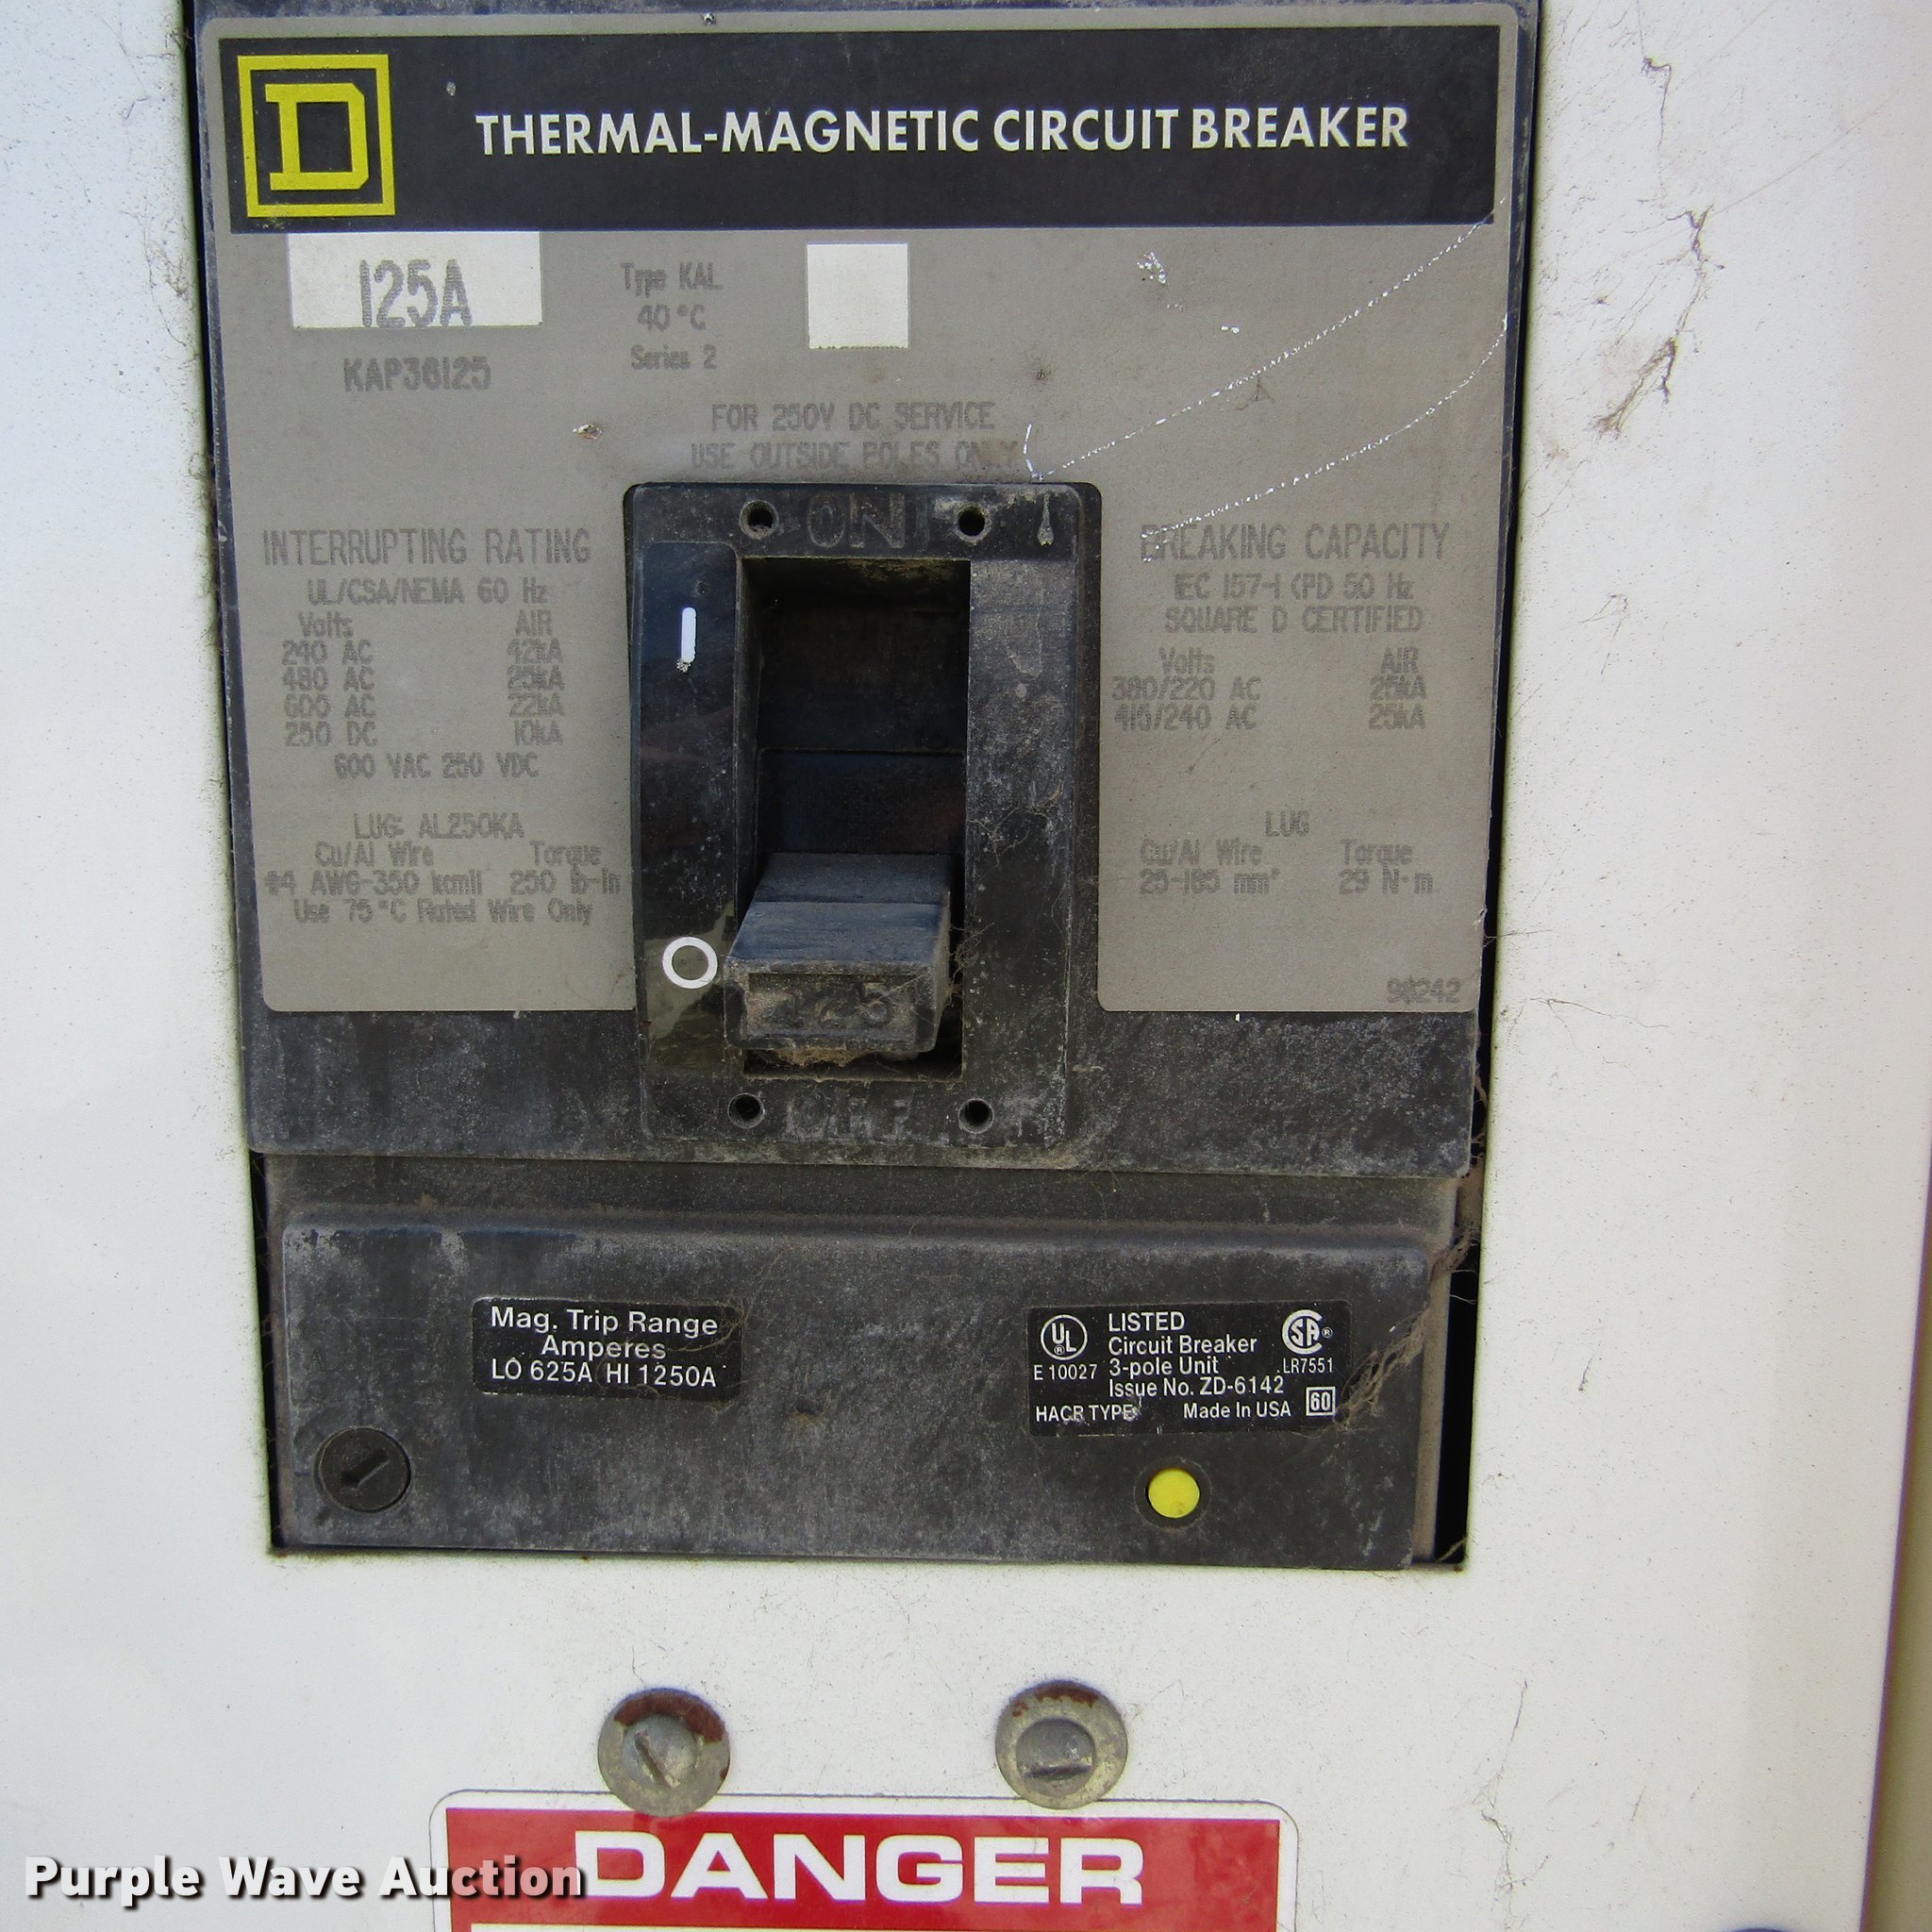 D
THERMAL-MAGNETIC CIRCUIT BREAKER
125A
KAP36125
Type KAL
40°C
Series 2
FOR 250V DC SERVICE
USE OUTSIDE POLES ONLY
INTERRUPTING RATING
UL/CSA/NEMA 60 Hz
Volts AIR
240 AC 42kA
480 AC 25kA
600 AC 22kA
250 DC 10kA
600 VAC 250 VDC
LUG: AL250KA
Cu/Al Wire Torque
#4 AWG-350 kcmil 250 lb-in
Use 75°C Rated Wire Only
ON
I
O
125
OFF
BREAKING CAPACITY
IEC 157-1 (PD 50 Hz
SQUARE D CERTIFIED
Volts AIR
380/220 AC 25kA
415/240 AC 25kA
LUG
Cu/Al Wire Torque
25-185 mm² 29 N·m
Mag. Trip Range
Amperes
LO 625A HI 1250A
UL
E 10027
LISTED
Circuit Breaker
3-pole Unit
Issue No. ZD-6142
SA
LR7551
HACR TYPE
Made In USA
60
DANGER
Purple Wave Auction